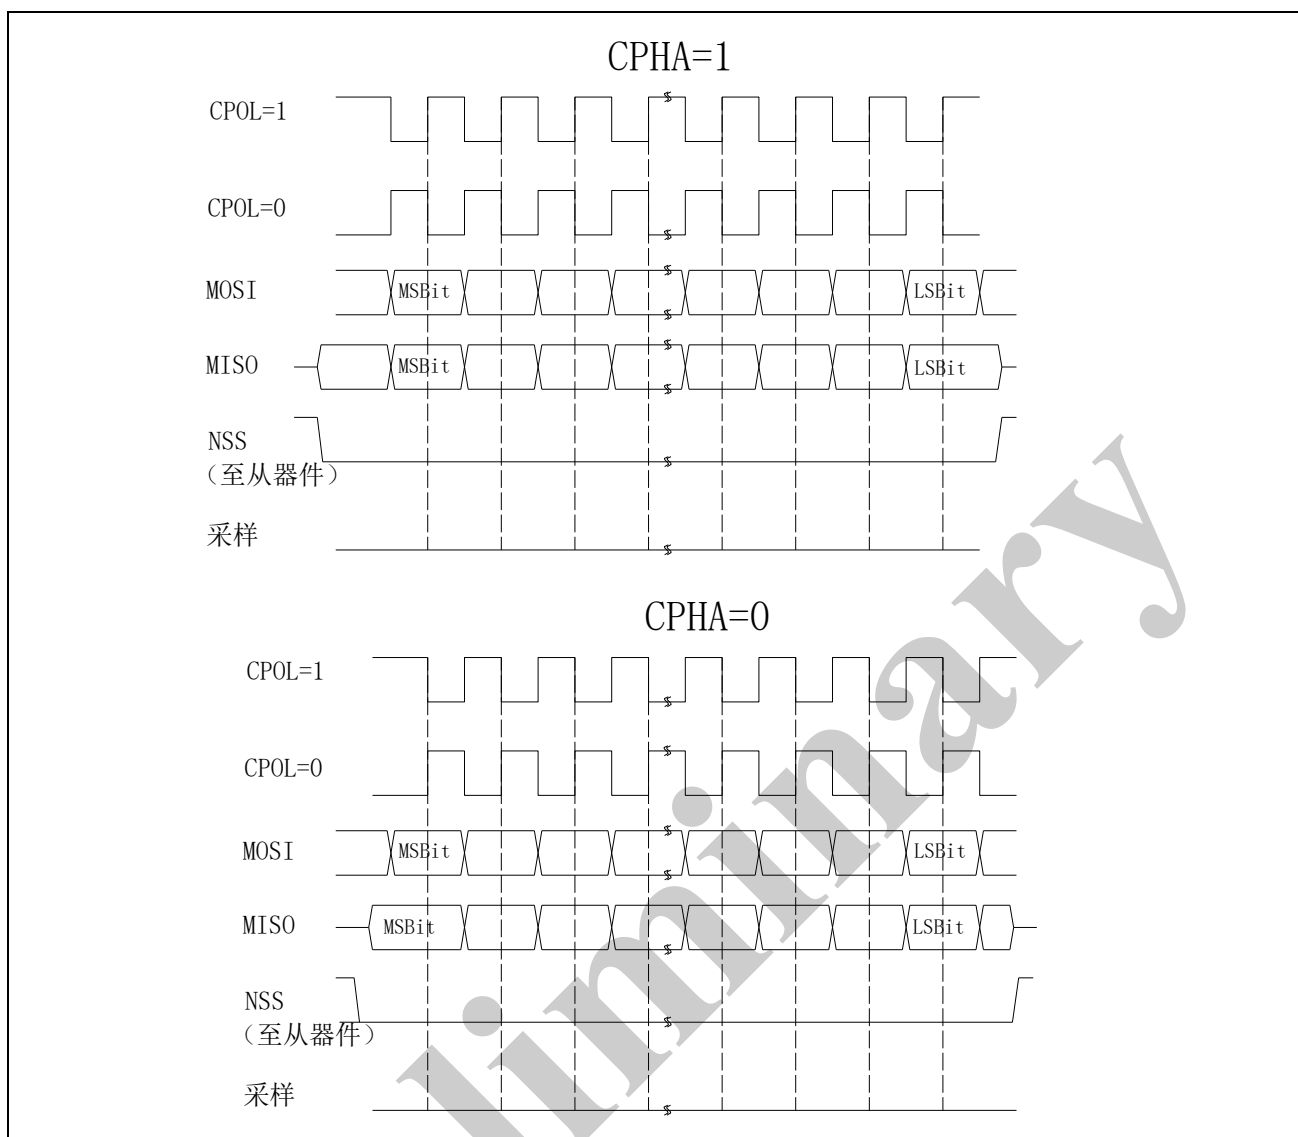 CPHA=1
CPOL=1
CPOL=0
MOSI MSBit LSBit
MISO MSBit LSBit
NSS
（至从器件）
采样
CPHA=0
CPOL=1
CPOL=0
MOSI MSBit LSBit
MISO MSBit LSBit
NSS
（至从器件）
采样
liminary